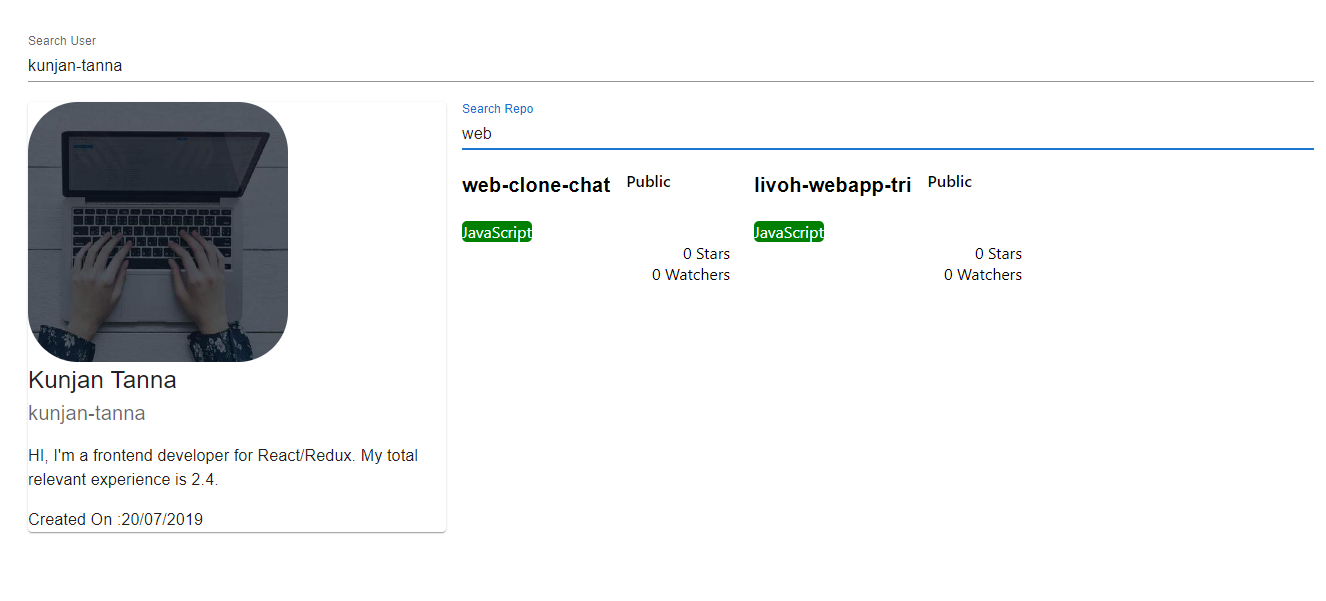 Search User
kunjan-tanna
Kunjan Tanna
kunjan-tanna
HI, I'm a frontend developer for React/Redux. My total
relevant experience is 2.4.
Created On :20/07/2019
Search Repo
web
web-clone-chat Public
JavaScript
0 Stars
0 Watchers
livoh-webapp-tri Public
JavaScript
0 Stars
0 Watchers